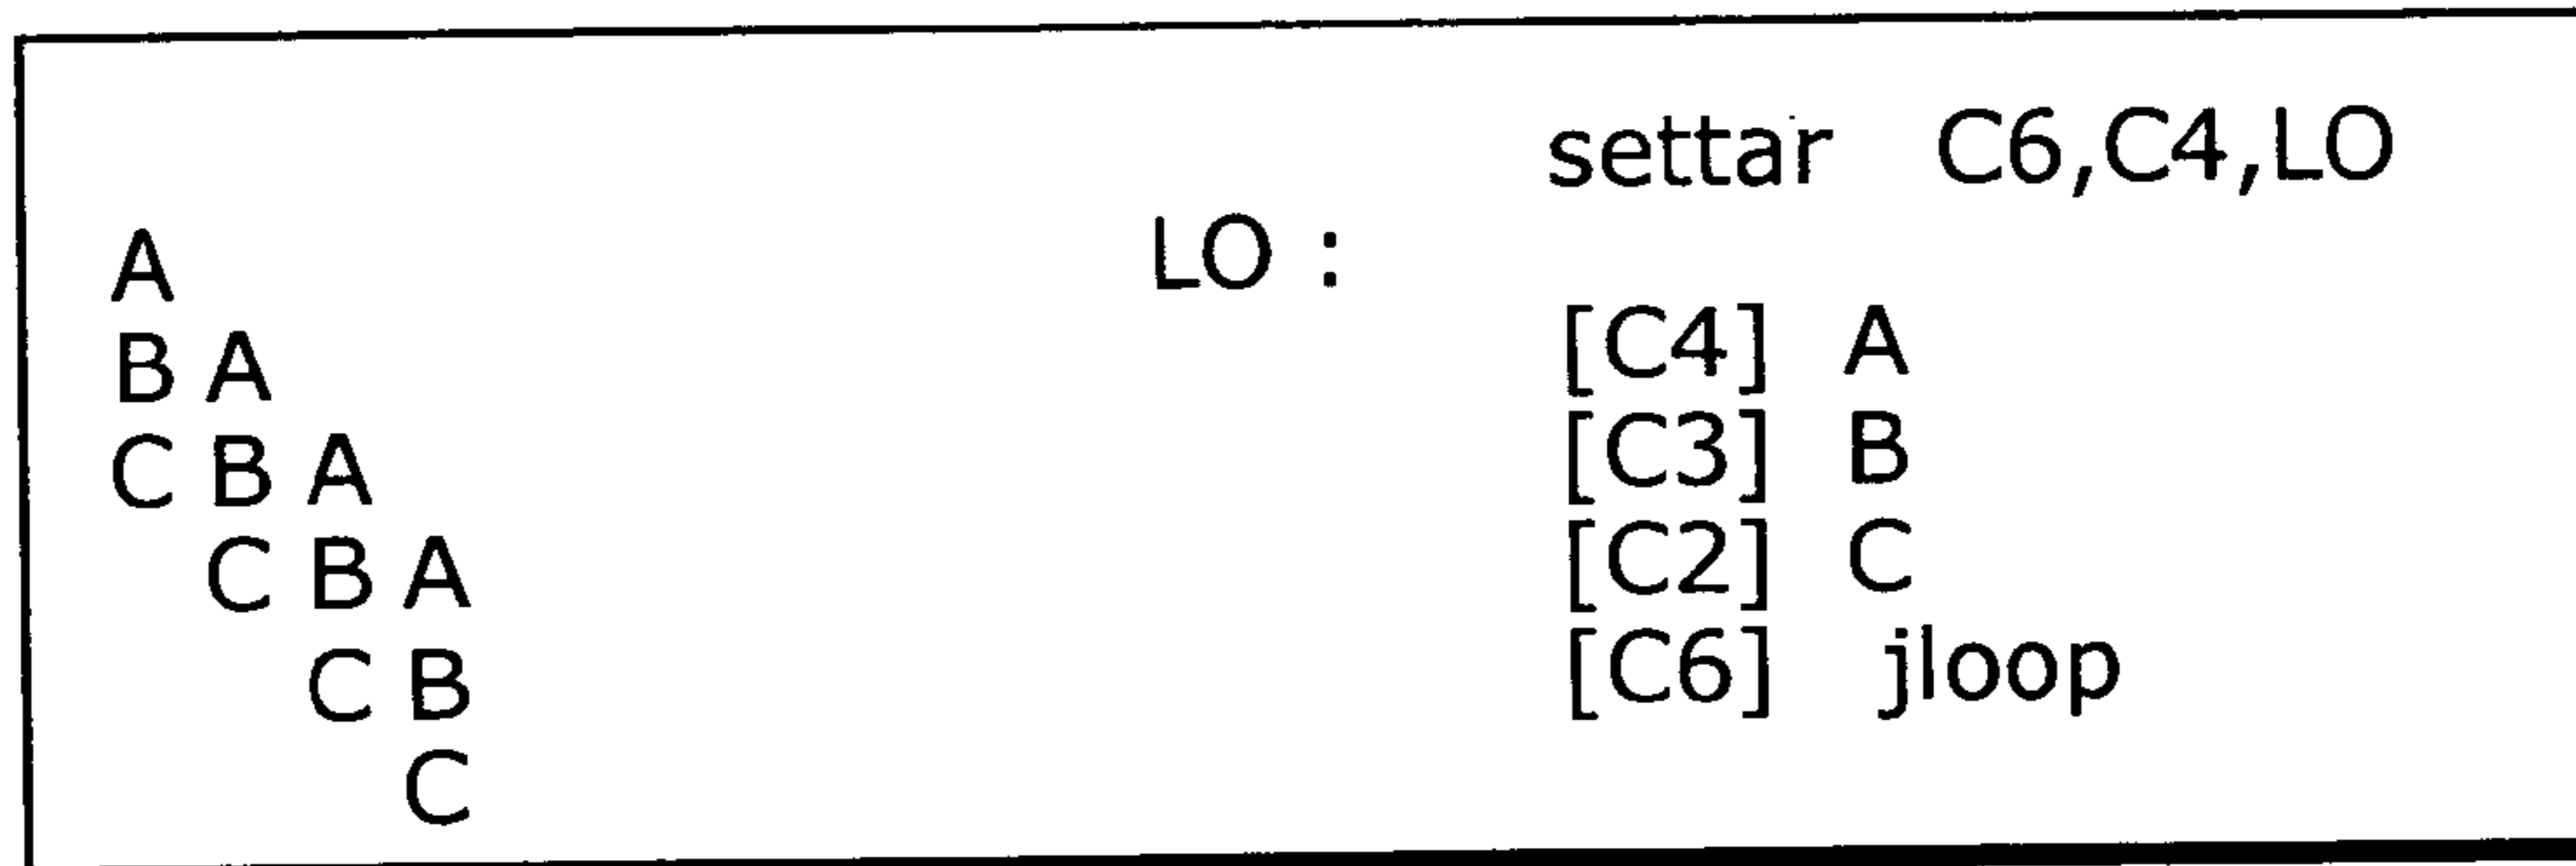 settar C6,C4,LO
A LO :
B A [C4] A
C B A [C3] B
C B A [C2] C
C B [C6] jloop
C